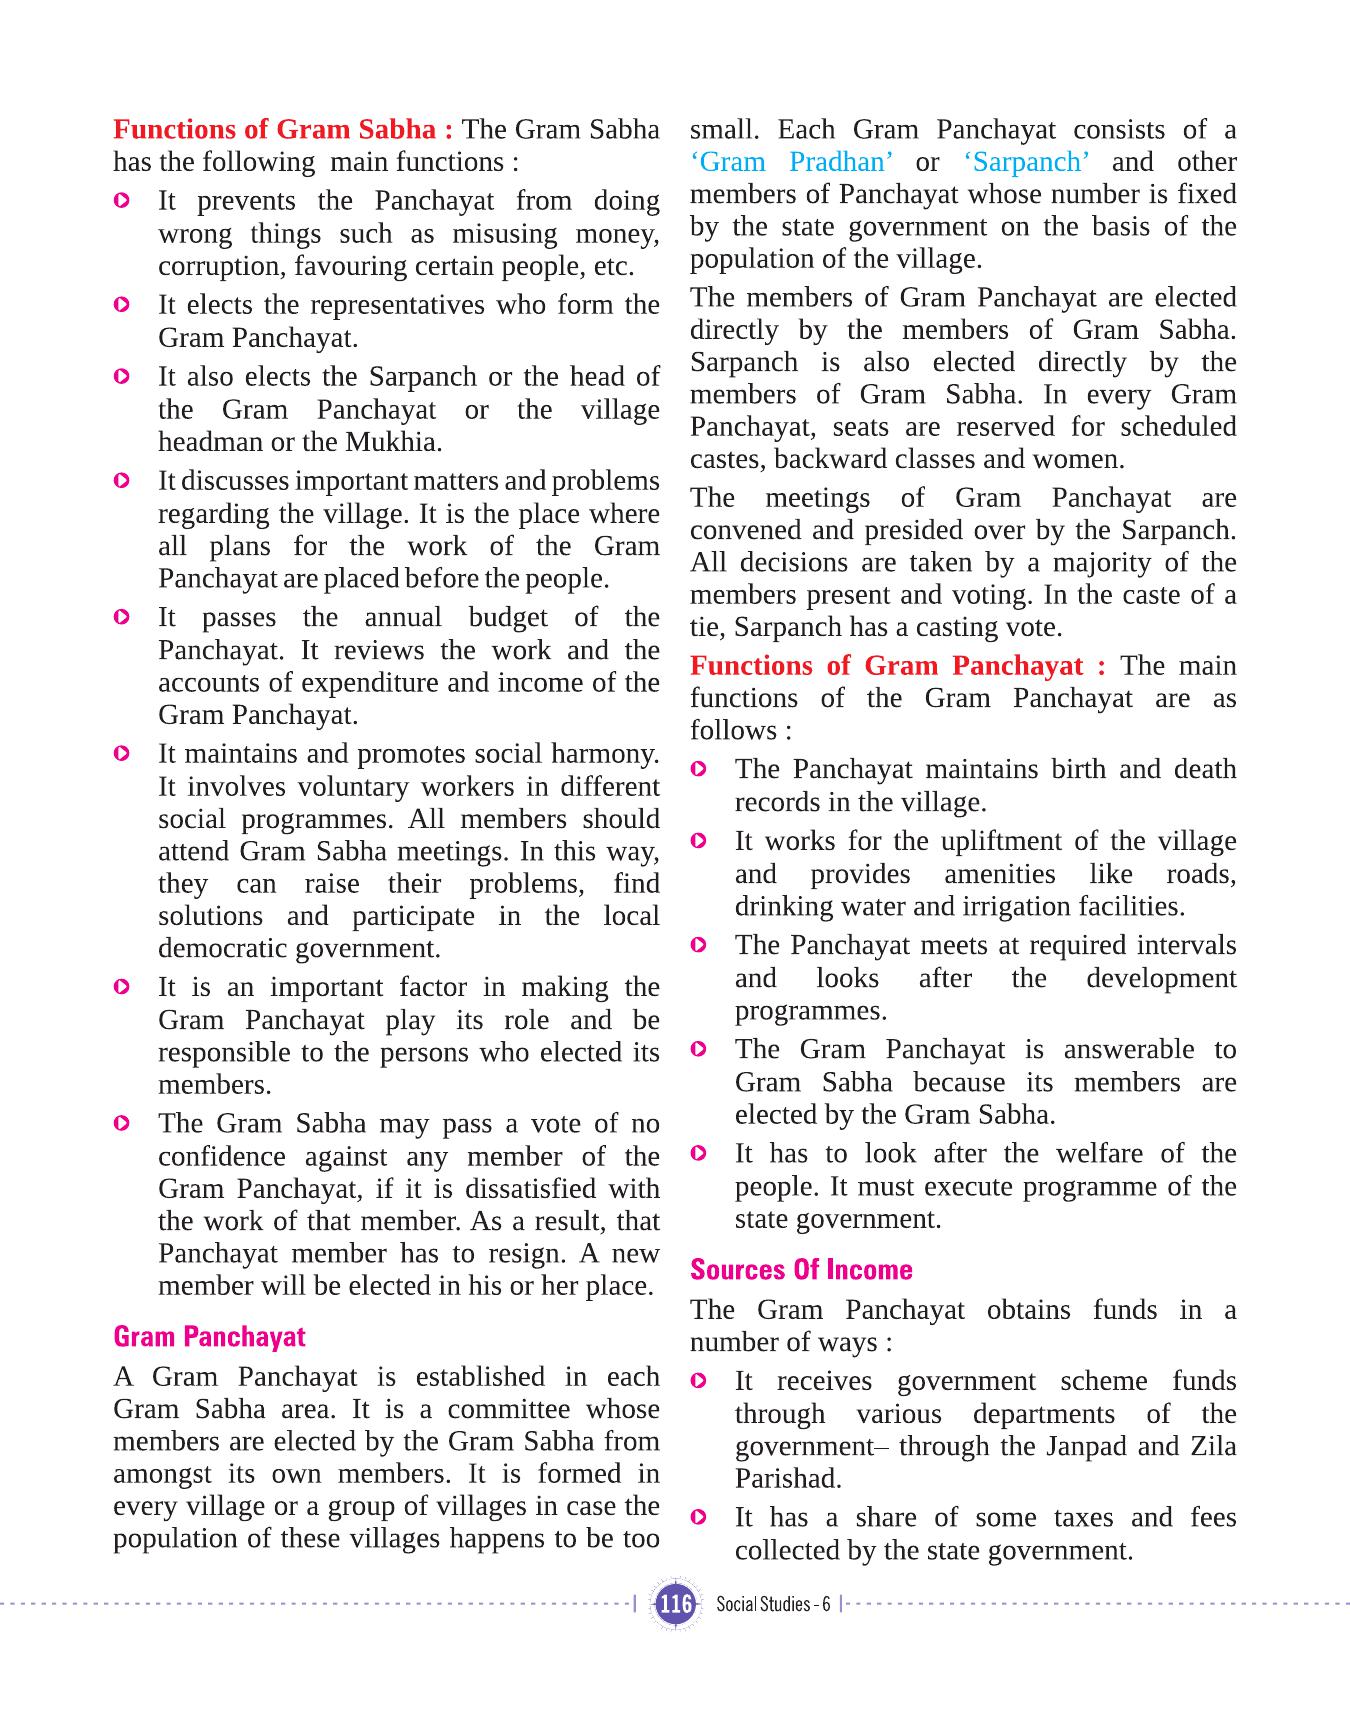 Functions of Gram Sabha : The Gram Sabha
has the following main functions :
It prevents the Panchayat from doing
wrong things such as misusing money,
corruption, favouring certain people, etc.
It elects the representatives who form the
Gram Panchayat.
It also elects the Sarpanch or the head of
the Gram Panchayat or the village
headman or the Mukhia.
It discusses important matters and problems
regarding the village. It is the place where
all plans for the work of the Gram
Panchayat are placed before the people.
It passes the annual budget of the
Panchayat. It reviews the work and the
accounts of expenditure and income of the
Gram Panchayat.
It maintains and promotes social harmony.
It involves voluntary workers in different
social programmes. All members should
attend Gram Sabha meetings. In this way,
they can raise their problems, find
solutions and participate in the local
democratic government.
It is an important factor in making the
Gram Panchayat play its role and be
responsible to the persons who elected its
members.
The Gram Sabha may pass a vote of no
confidence against any member of the
Gram Panchayat, if it is dissatisfied with
the work of that member. As a result, that
Panchayat member has to resign. A new
member will be elected in his or her place.
Gram Panchayat
A Gram Panchayat is established in each
Gram Sabha area. It is a committee whose
members are elected by the Gram Sabha from
amongst its own members. It is formed in
every village or a group of villages in case the
population of these villages happens to be too
small. Each Gram Panchayat consists of a
‘Gram Pradhan’ or ‘Sarpanch’ and other
members of Panchayat whose number is fixed
by the state government on the basis of the
population of the village.
The members of Gram Panchayat are elected
directly by the members of Gram Sabha.
Sarpanch is also elected directly by the
members of Gram Sabha. In every Gram
Panchayat, seats are reserved for scheduled
castes, backward classes and women.
The meetings of Gram Panchayat are
convened and presided over by the Sarpanch.
All decisions are taken by a majority of the
members present and voting. In the caste of a
tie, Sarpanch has a casting vote.
Functions of Gram Panchayat : The main
functions of the Gram Panchayat are as
follows :
The Panchayat maintains birth and death
records in the village.
It works for the upliftment of the village
and provides amenities like roads,
drinking water and irrigation facilities.
The Panchayat meets at required intervals
and looks after the development
programmes.
The Gram Panchayat is answerable to
Gram Sabha because its members are
elected by the Gram Sabha.
It has to look after the welfare of the
people. It must execute programme of the
state government.
Sources Of Income
The Gram Panchayat obtains funds in a
number of ways :
It receives government scheme funds
through various departments of the
government– through the Janpad and Zila
Parishad.
It has a share of some taxes and fees
collected by the state government.
116 Social Studies - 6